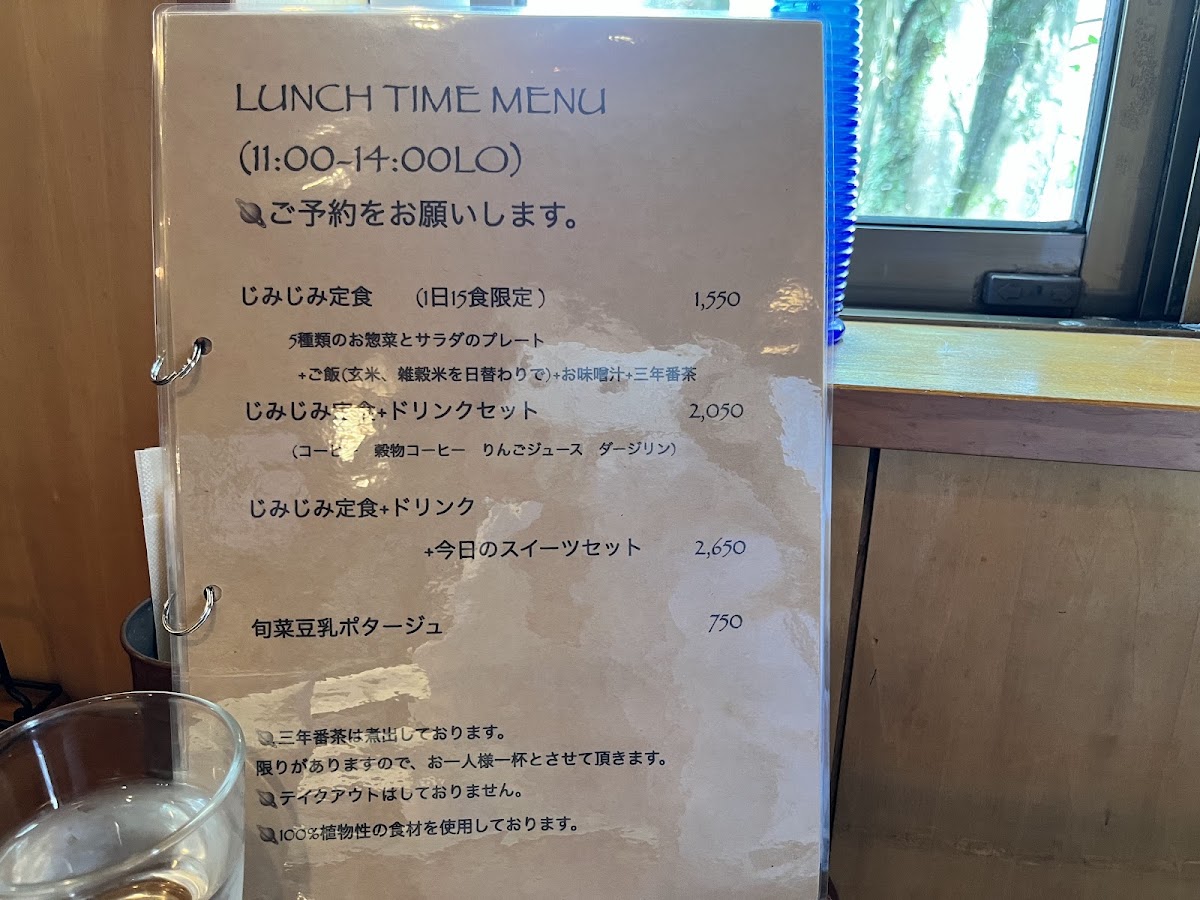 LUNCH TIME MENU
(11:00~14:00LO)
🪐ご予約をお願いします。
じみじみ定食 (1日15食限定) 1,550
5種類のお惣菜とサラダのプレート
+ご飯(玄米、雑穀米を日替わりで)+お味噌汁+三年番茶
じみじみ定食+ドリンクセット 2,050
(コーヒー 穀物コーヒー りんごジュース ダージリン)
じみじみ定食+ドリンク
+今日のスイーツセット 2,650
旬菜豆乳ポタージュ 750
🪐三年番茶は煮出しております。
限りがありますので、お一人様一杯とさせて頂きます。
🪐テイクアウトはしておりません。
🪐100%植物性の食材を使用しております。